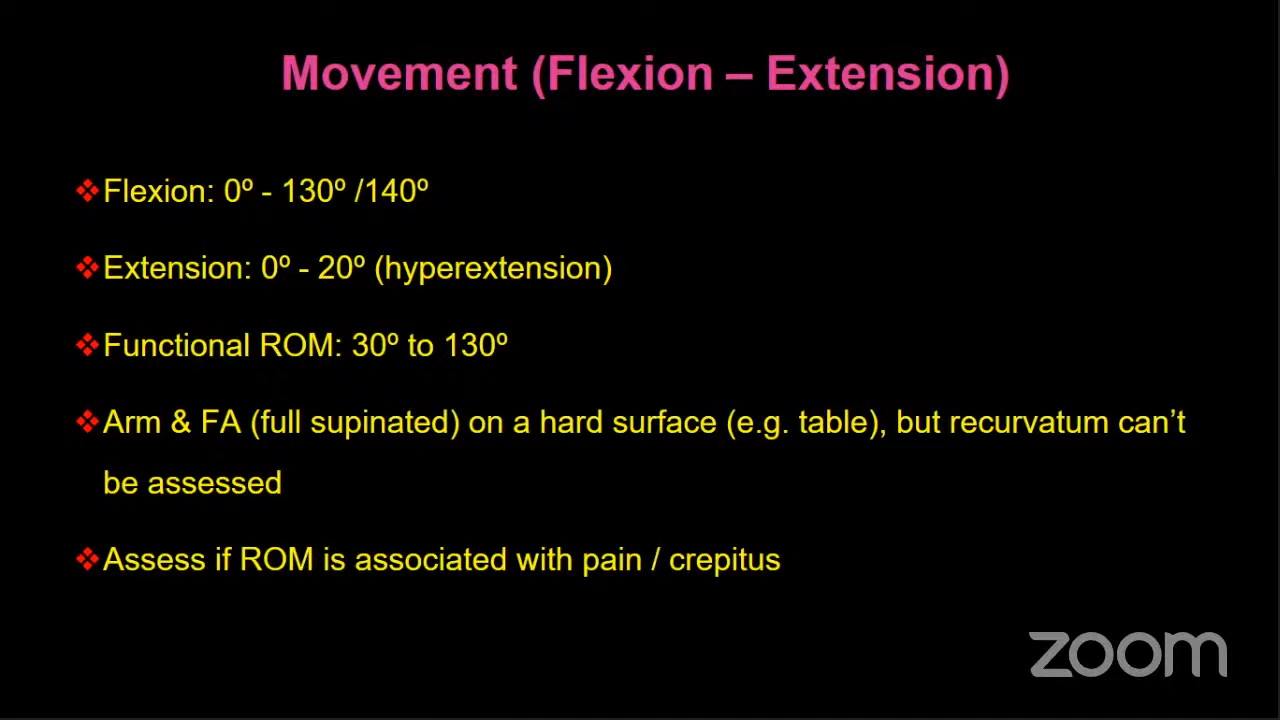 Movement (Flexion – Extension)
❖Flexion: 0º - 130º /140º
❖Extension: 0º - 20º (hyperextension)
❖Functional ROM: 30º to 130º
❖Arm & FA (full supinated) on a hard surface (e.g. table), but recurvatum can’t
be assessed
❖Assess if ROM is associated with pain / crepitus
zoom